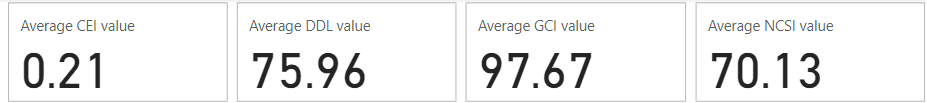 Average CEI value
0.21
Average DDL value
75.96
Average GCI value
97.67
Average NCSI value
70.13